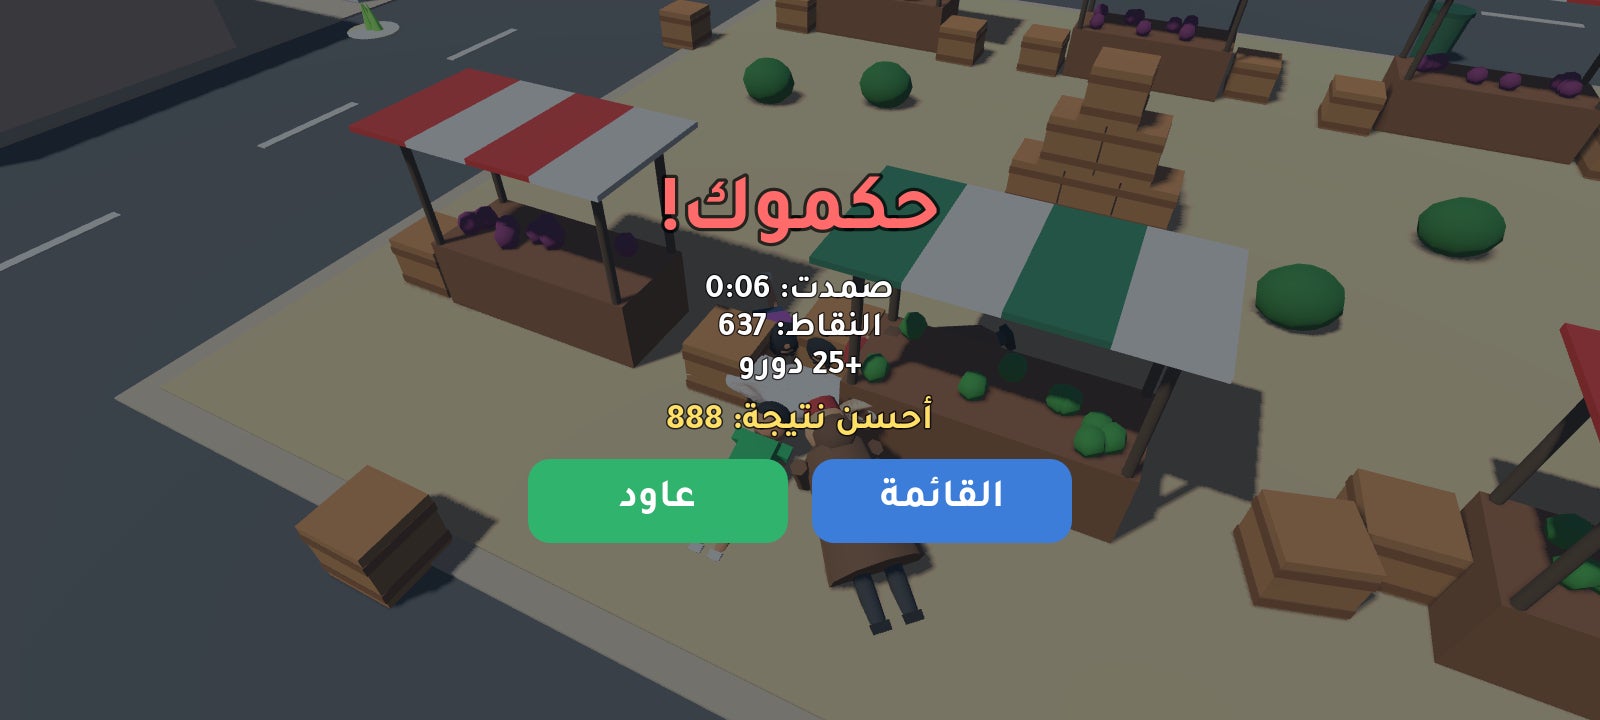 حكموك!
صمدت: 0:06
النقاط: 637
+25 دورو
أحسن نتيجة: 888
القائمة
عاود